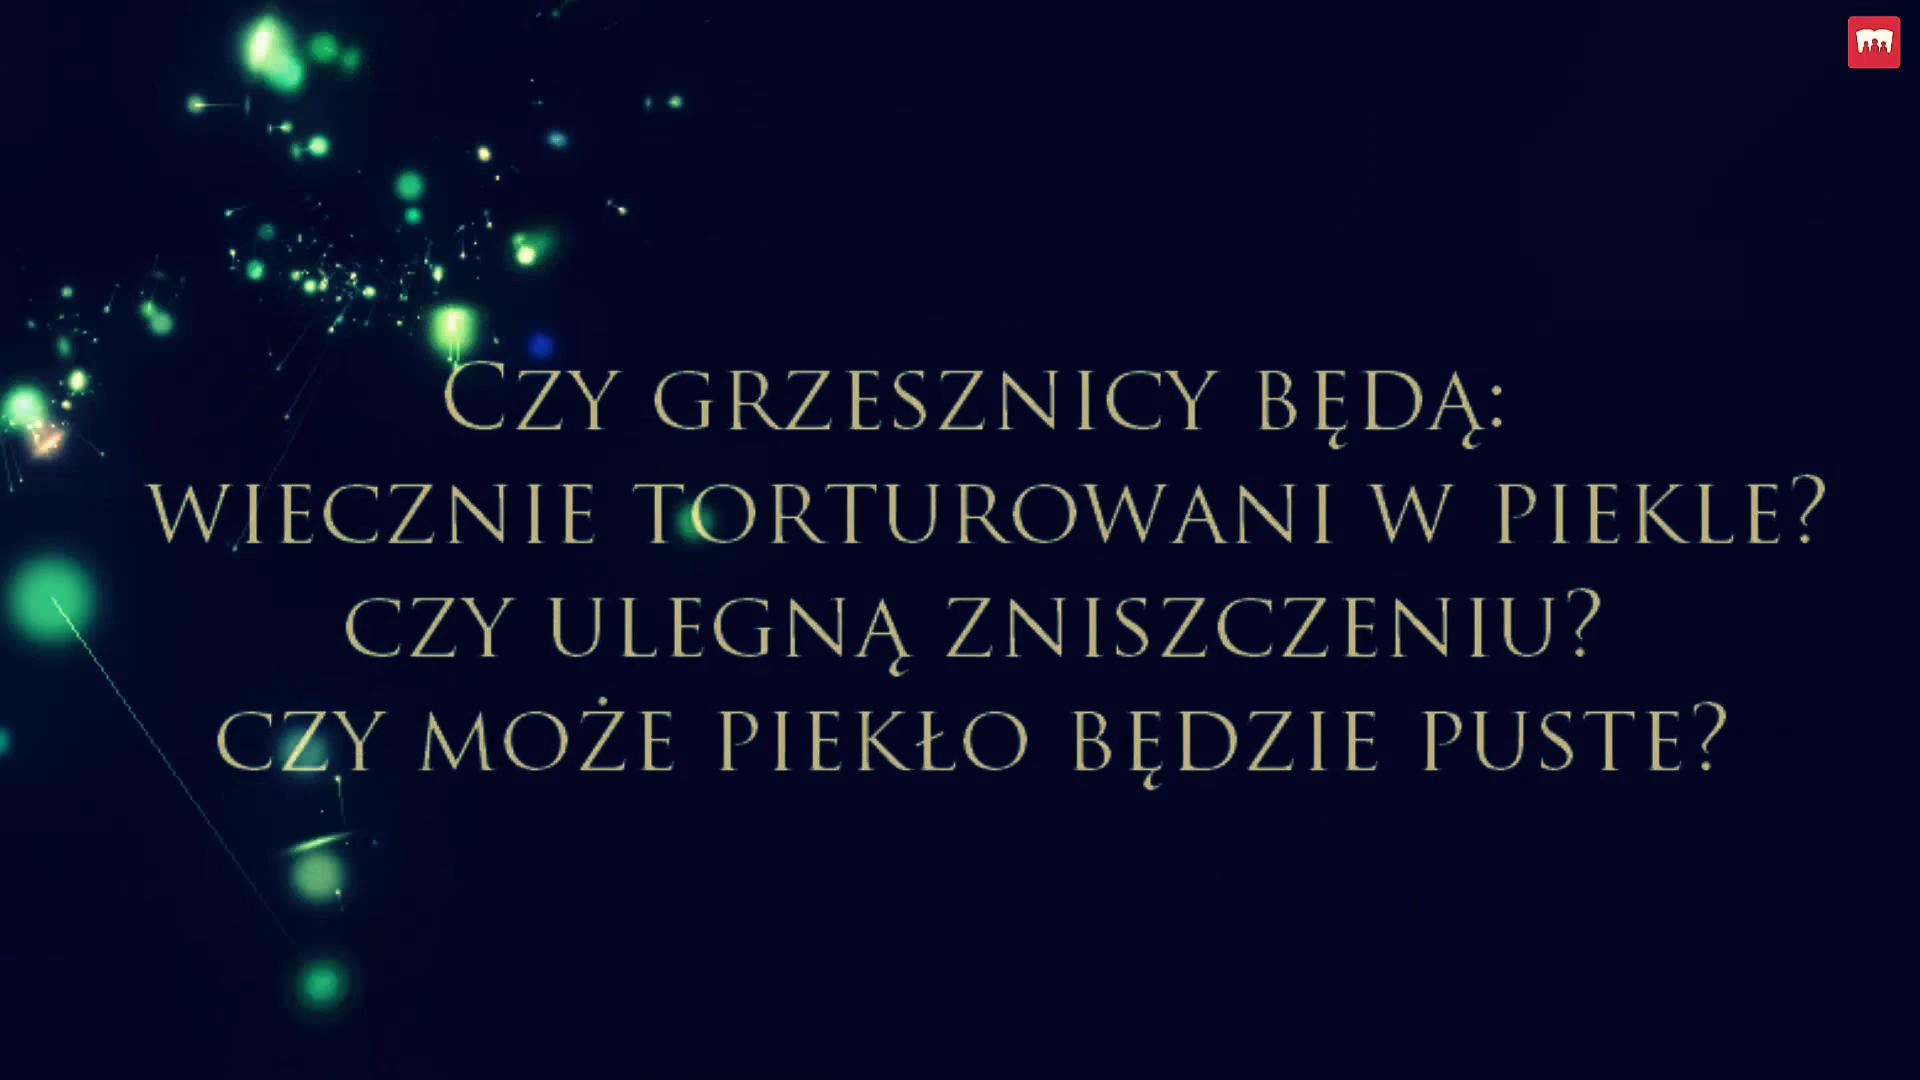 Czy grzesznicy będą:
wiecznie torturowani w piekle?
czy ulegną zniszczeniu?
czy może piekło będzie puste?